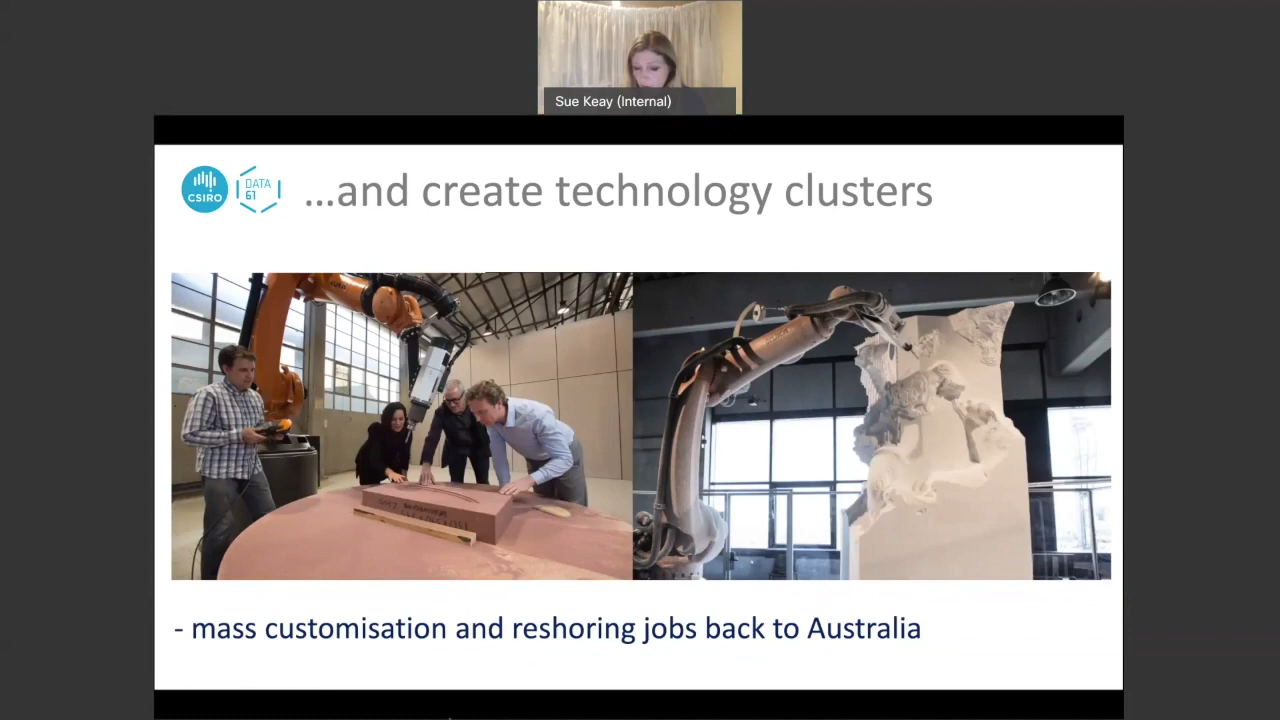 Sue Keay (Internal)
CSIRO
DATA
61
...and create technology clusters
- mass customisation and reshoring jobs back to Australia